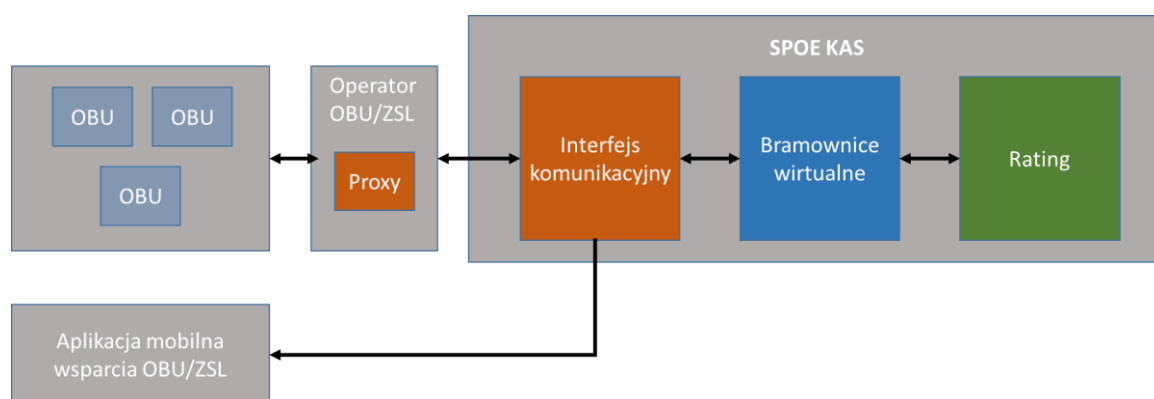 SPOE KAS
OBU
OBU
OBU
Operator
OBU/ZSL
Proxy
Interfejs
komunikacyjny
Bramownice
wirtualne
Rating
Aplikacja mobilna
wsparcia OBU/ZSL